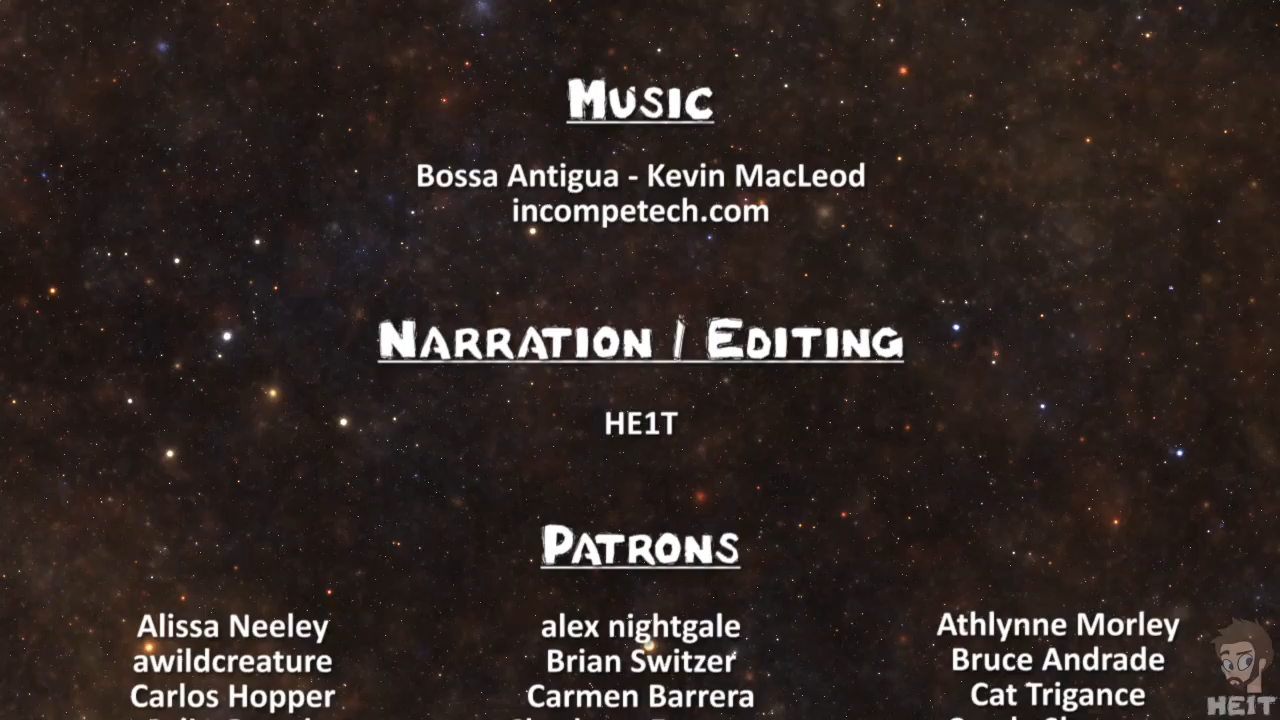 Music
Bossa Antigua - Kevin MacLeod
incompetech.com
Narration / Editing
HE1T
Patrons
Alissa Neeley
alex nightgale
Athlynne Morley
awildcreature
Brian Switzer
Bruce Andrade
Carlos Hopper
Carmen Barrera
Cat Trigance
HE1T